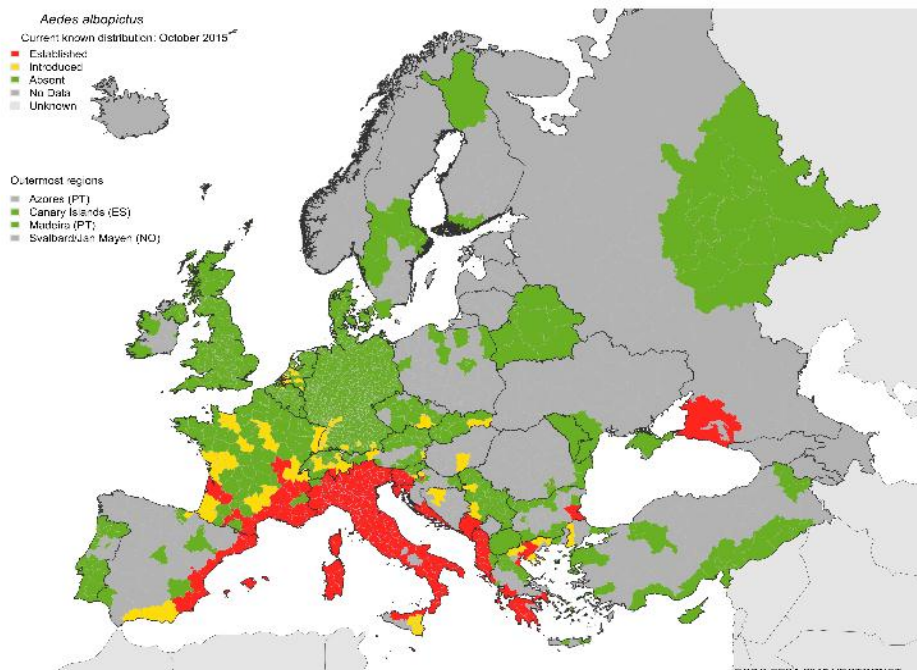 Aedes albopictus
Current known distribution: October 2015
Established
Introduced
Absent
No Data
Unknown
Outermost regions
Azores (PT)
Canary Islands (ES)
Madeira (PT)
Svalbard/Jan Mayen (NO)